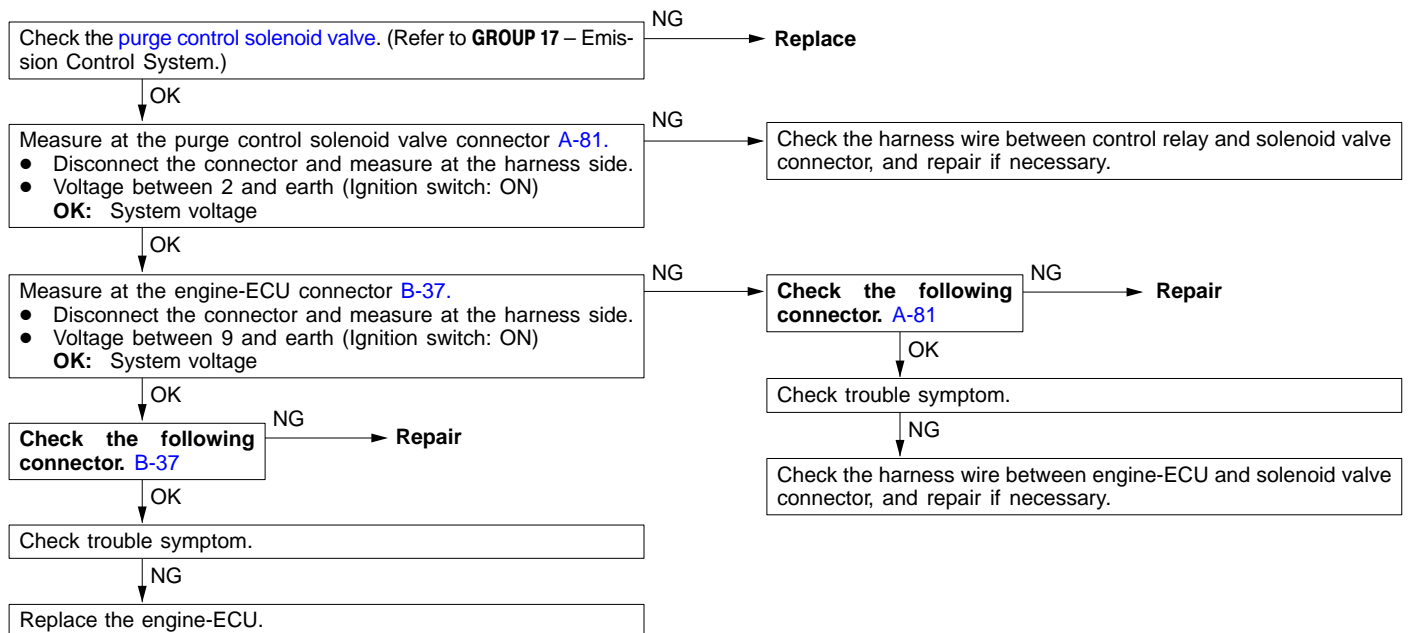 Check the purge control solenoid valve. (Refer to GROUP 17 – Emis-
sion Control System.)
NG
Replace
OK
Measure at the purge control solenoid valve connector A-81.
● Disconnect the connector and measure at the harness side.
● Voltage between 2 and earth (Ignition switch: ON)
OK: System voltage
NG
Check the harness wire between control relay and solenoid valve
connector, and repair if necessary.
OK
Measure at the engine-ECU connector B-37.
● Disconnect the connector and measure at the harness side.
● Voltage between 9 and earth (Ignition switch: ON)
OK: System voltage
NG
Check the following
connector. A-81
NG
Repair
OK
Check trouble symptom.
NG
Check the harness wire between engine-ECU and solenoid valve
connector, and repair if necessary.
OK
Check the following
connector. B-37
NG
Repair
OK
Check trouble symptom.
NG
Replace the engine-ECU.